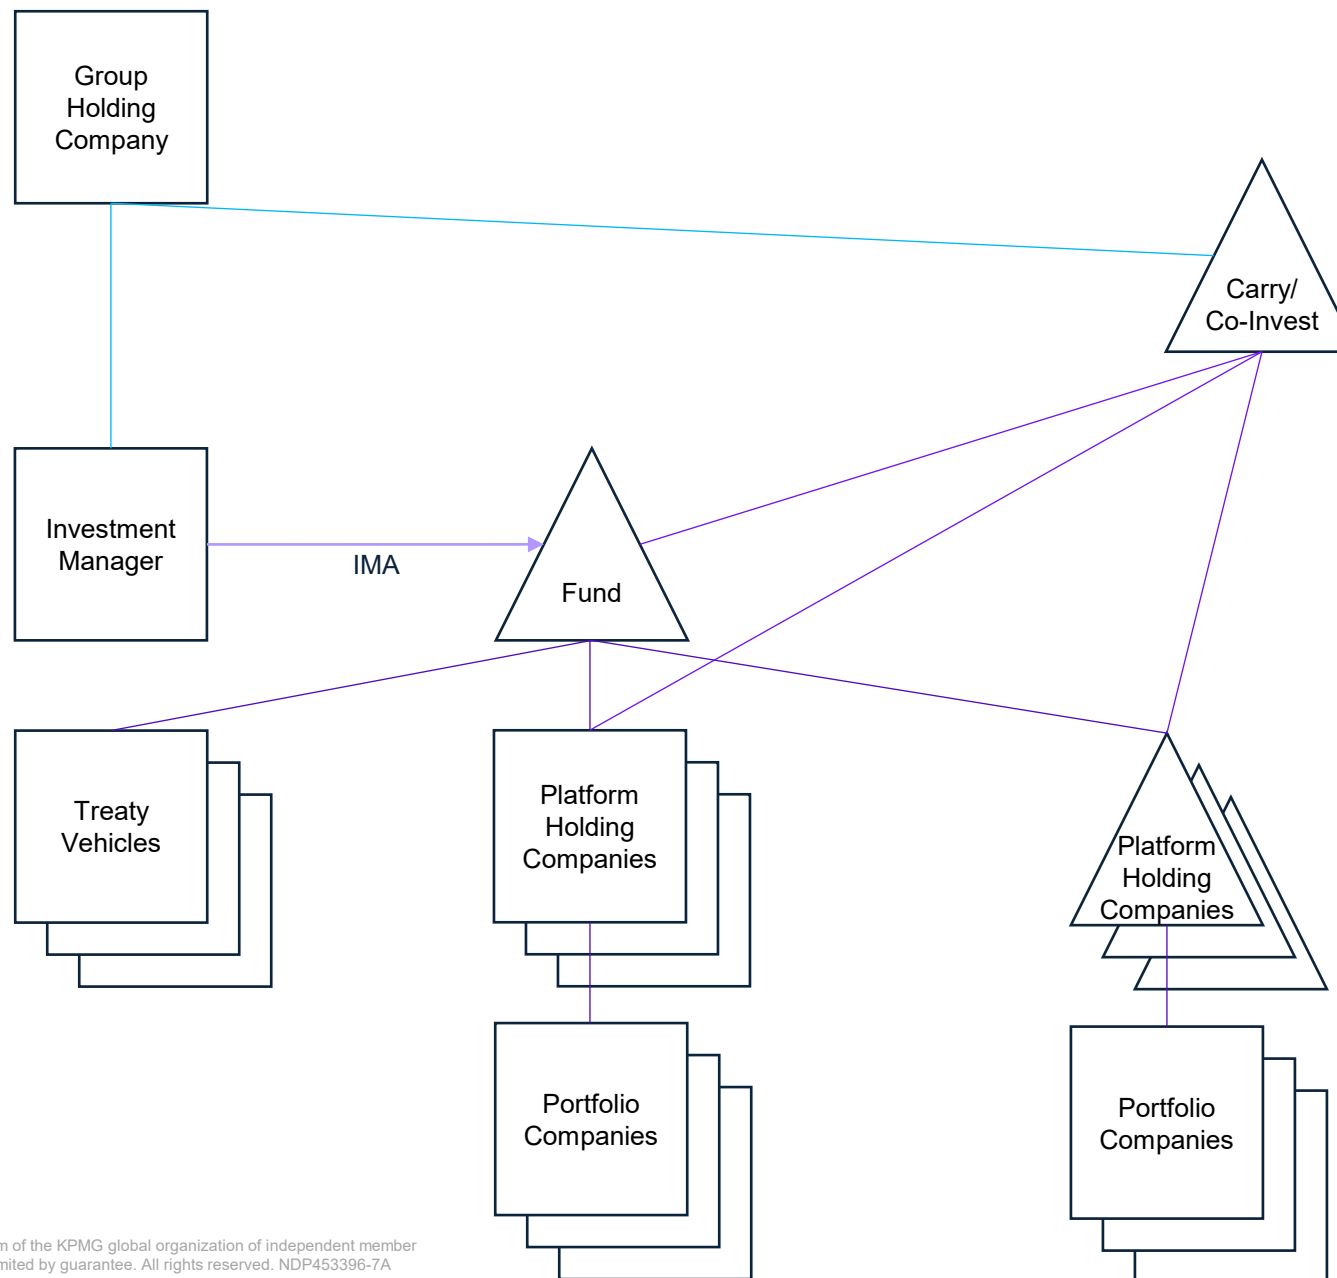 Group
Holding
Company
Carry/
Co-Invest
Investment
Manager
IMA
Fund
Treaty
Vehicles
Platform
Holding
Companies
Platform
Holding
Companies
Portfolio
Companies
Portfolio
Companies
of the KPMG global organization of independent member
by guarantee. All rights reserved. NDP453396-7A